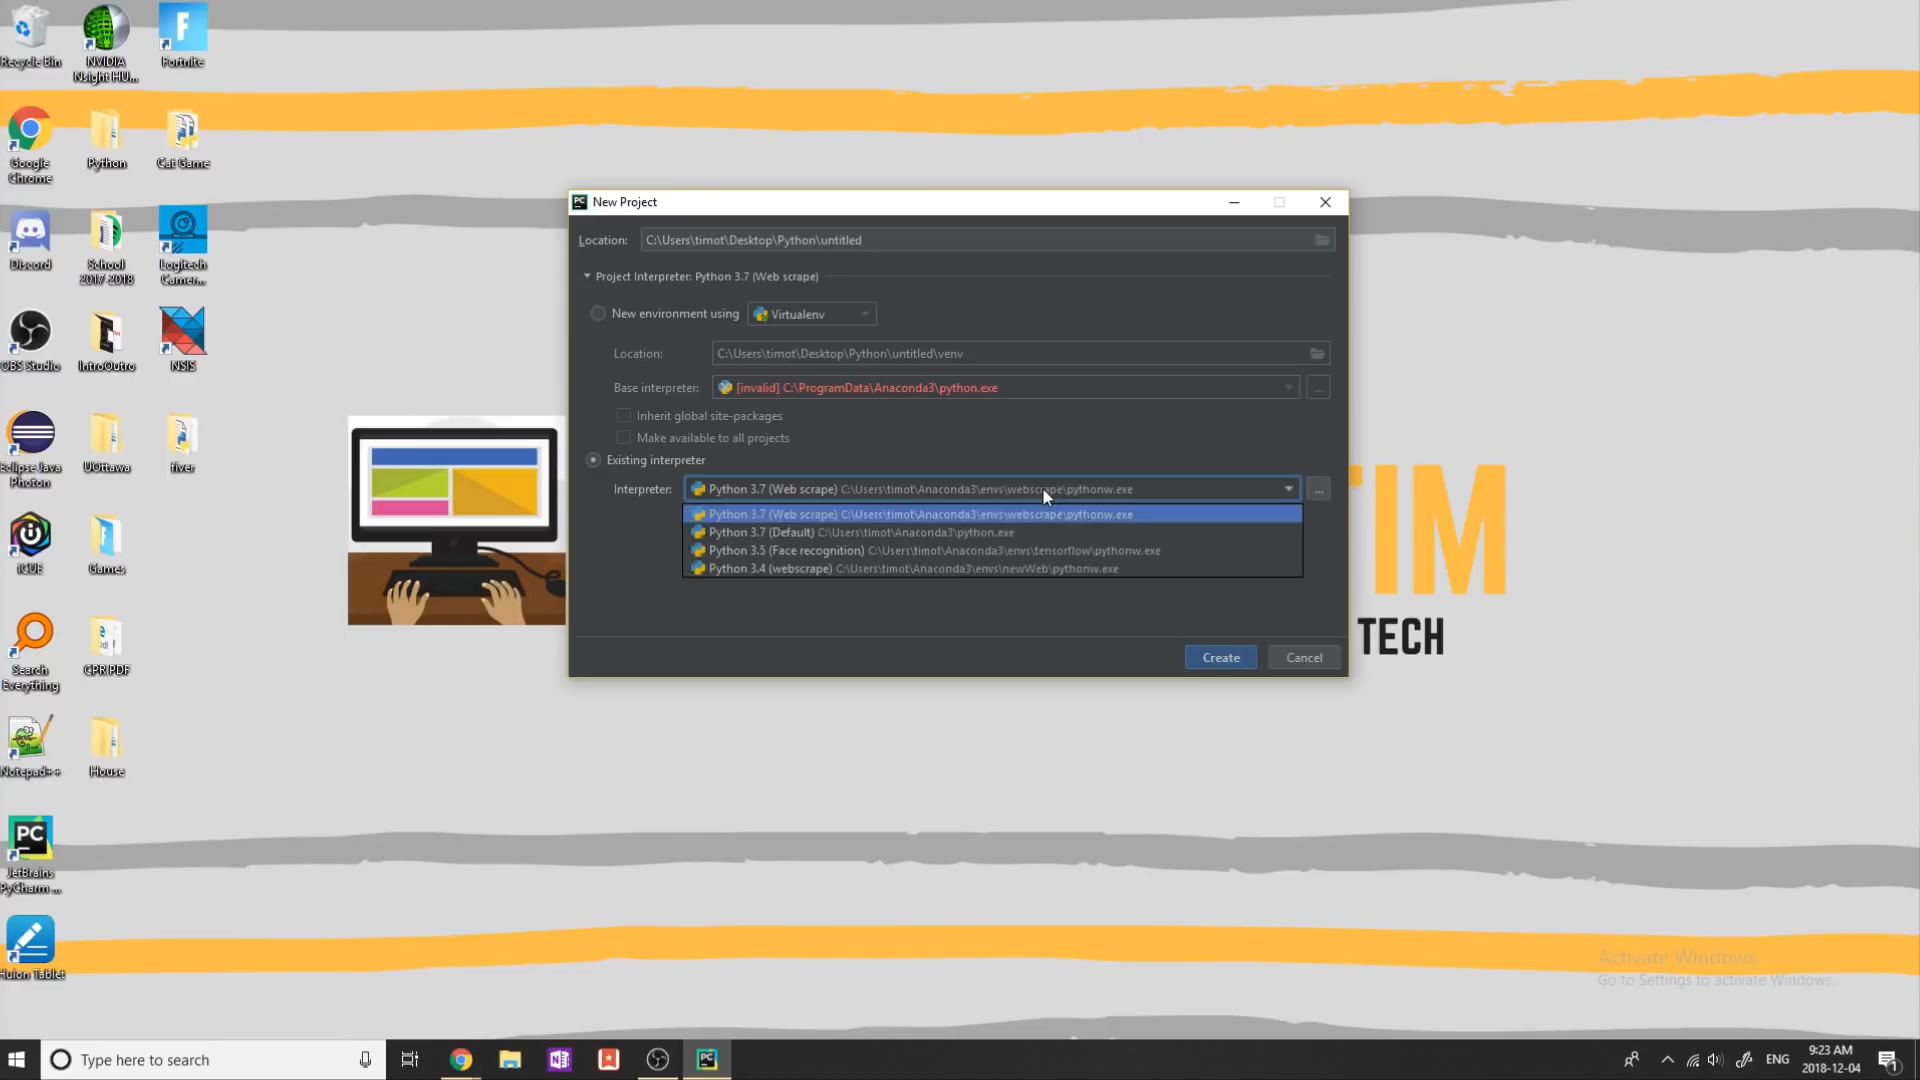 Recycle Bin
NVIDIA
Nsight HU...
Fortnite
Google
Chrome
Python
Cat Game
Discord
School
2017-2018
Logitech
Gamer...
OBS Studio
IntroOutro
NSIS
Eclipse Java
Photon
UOttawa
fiver
iCUE
Games
Search
Everything
CPR PDF
Notepad++
House
PC
JetBrains
PyCharm ...
Huion Tablet
PC New Project
Location: C:\Users\timot\Desktop\Python\untitled
Project Interpreter: Python 3.7 (Web scrape)
New environment using Virtualenv
Location: C:\Users\timot\Desktop\Python\untitled\venv
Base interpreter: [invalid] C:\ProgramData\Anaconda3\python.exe ...
Inherit global site-packages
Make available to all projects
Existing interpreter
Interpreter: Python 3.7 (Web scrape) C:\Users\timot\Anaconda3\envs\webscrape\pythonw.exe ...
Python 3.7 (Web scrape) C:\Users\timot\Anaconda3\envs\webscrape\pythonw.exe
Python 3.7 (Default) C:\Users\timot\Anaconda3\python.exe
Python 3.5 (Face recognition) C:\Users\timot\Anaconda3\envs\tensorflow\pythonw.exe
Python 3.4 (webscrape) C:\Users\timot\Anaconda3\envs\newWeb\pythonw.exe
Create Cancel
TIM
TECH
Activate Windows
Go to Settings to activate Windows.
Type here to search
ENG
9:23 AM
2018-12-04
1